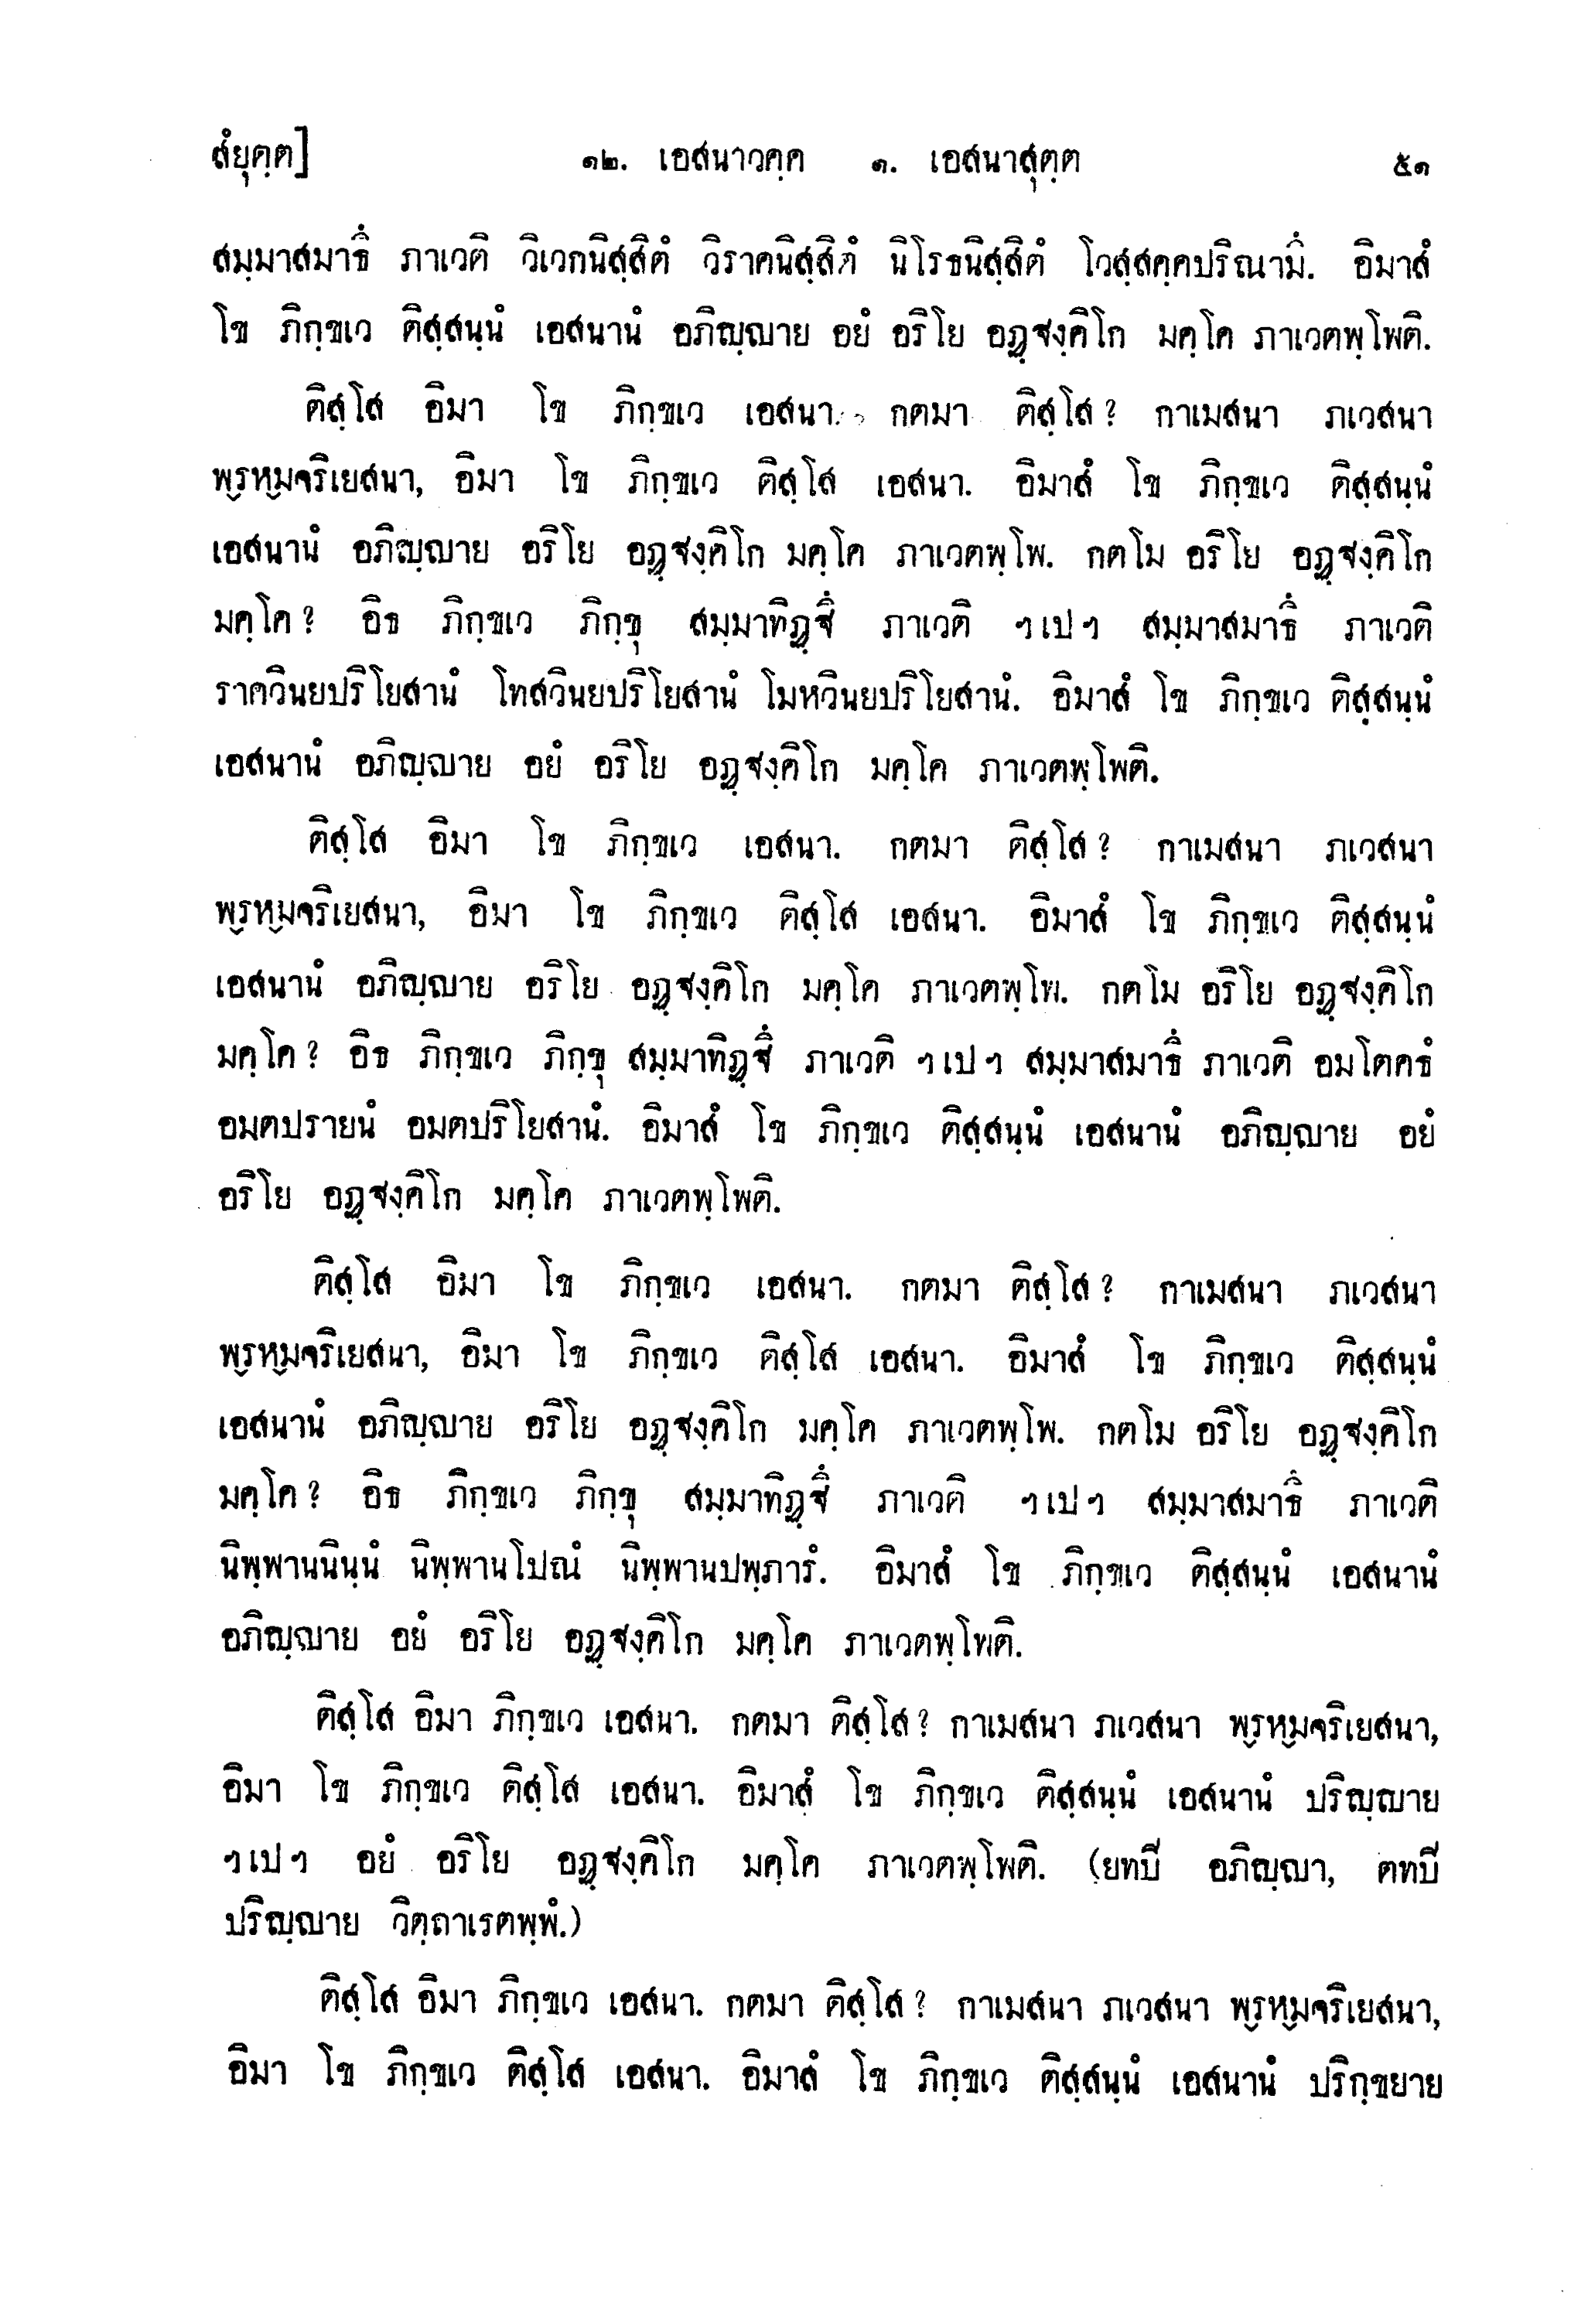 สํยุตฺต]	๑๒. เอสนาวคฺค	๑. เอสนาสุตฺต	๕๑
สมฺมาสมาธึ ภาเวติ วิเวกนิสฺสิตํ วิราคนิสฺสิตํ นิโรธนิสฺสิตํ โวสฺสคฺคปริณามึ. อิมาสํ
โข ภิกฺขเว ติสฺสนฺนํ เอสนานํ อภิญฺญาย อยํ อริโย อฏฺฐงฺคิโก มคฺโค ภาเวตพฺโพติ.
ติสฺโส อิมา โข ภิกฺขเว เอสนา. กตมา ติสฺโส? กาเมสนา ภเวสนา
พฺรหฺมจริเยสนา, อิมา โข ภิกฺขเว ติสฺโส เอสนา. อิมาสํ โข ภิกฺขเว ติสฺสนฺนํ
เอสนานํ อภิญฺญาย อริโย อฏฺฐงฺคิโก มคฺโค ภาเวตพฺโพ. กตโม อริโย อฏฺฐงฺคิโก
มคฺโค? อิธ ภิกฺขเว ภิกฺขุ สมฺมาทิฏฺฐึ ภาเวติ ฯเปฯ สมฺมาสมาธึ ภาเวติ
ราควินยปริโยสานํ โทสวินยปริโยสานํ โมหวินยปริโยสานํ. อิมาสํ โข ภิกฺขเว ติสฺสนฺนํ
เอสนานํ อภิญฺญาย อยํ อริโย อฏฺฐงฺคิโก มคฺโค ภาเวตพฺโพติ.
ติสฺโส อิมา โข ภิกฺขเว เอสนา. กตมา ติสฺโส? กาเมสนา ภเวสนา
พฺรหฺมจริเยสนา, อิมา โข ภิกฺขเว ติสฺโส เอสนา. อิมาสํ โข ภิกฺขเว ติสฺสนฺนํ
เอสนานํ อภิญฺญาย อริโย อฏฺฐงฺคิโก มคฺโค ภาเวตพฺโพ. กตโม อริโย อฏฺฐงฺคิโก
มคฺโค? อิธ ภิกฺขเว ภิกฺขุ สมฺมาทิฏฺฐึ ภาเวติ ฯเปฯ สมฺมาสมาธึ ภาเวติ อมโตคธํ
อมตปรายนํ อมตปริโยสานํ. อิมาสํ โข ภิกฺขเว ติสฺสนฺนํ เอสนานํ อภิญฺญาย อยํ
อริโย อฏฺฐงฺคิโก มคฺโค ภาเวตพฺโพติ.
ติสฺโส อิมา โข ภิกฺขเว เอสนา. กตมา ติสฺโส? กาเมสนา ภเวสนา
พฺรหฺมจริเยสนา, อิมา โข ภิกฺขเว ติสฺโส เอสนา. อิมาสํ โข ภิกฺขเว ติสฺสนฺนํ
เอสนานํ อภิญฺญาย อริโย อฏฺฐงฺคิโก มคฺโค ภาเวตพฺโพ. กตโม อริโย อฏฺฐงฺคิโก
มคฺโค? อิธ ภิกฺขเว ภิกฺขุ สมฺมาทิฏฺฐึ ภาเวติ ฯเปฯ สมฺมาสมาธึ ภาเวติ
นิพฺพานนินฺนํ นิพฺพานโปณํ นิพฺพานปพฺภารํ. อิมาสํ โข ภิกฺขเว ติสฺสนฺนํ เอสนานํ
อภิญฺญาย อยํ อริโย อฏฺฐงฺคิโก มคฺโค ภาเวตพฺโพติ.
ติสฺโส อิมา ภิกฺขเว เอสนา. กตมา ติสฺโส? กาเมสนา ภเวสนา พฺรหฺมจริเยสนา,
อิมา โข ภิกฺขเว ติสฺโส เอสนา. อิมาสํ โข ภิกฺขเว ติสฺสนฺนํ เอสนานํ ปริญฺญาย
ฯเปฯ อยํ อริโย อฏฺฐงฺคิโก มคฺโค ภาเวตพฺโพติ. (ยทปิ อภิญฺญา, ตทปิ
ปริญฺญาย วิตฺถาเรตพฺพํ.)
ติสฺโส อิมา ภิกฺขเว เอสนา. กตมา ติสฺโส? กาเมสนา ภเวสนา พฺรหฺมจริเยสนา,
อิมา โข ภิกฺขเว ติสฺโส เอสนา. อิมาสํ โข ภิกฺขเว ติสฺสนฺนํ เอสนานํ ปริกฺขยาย